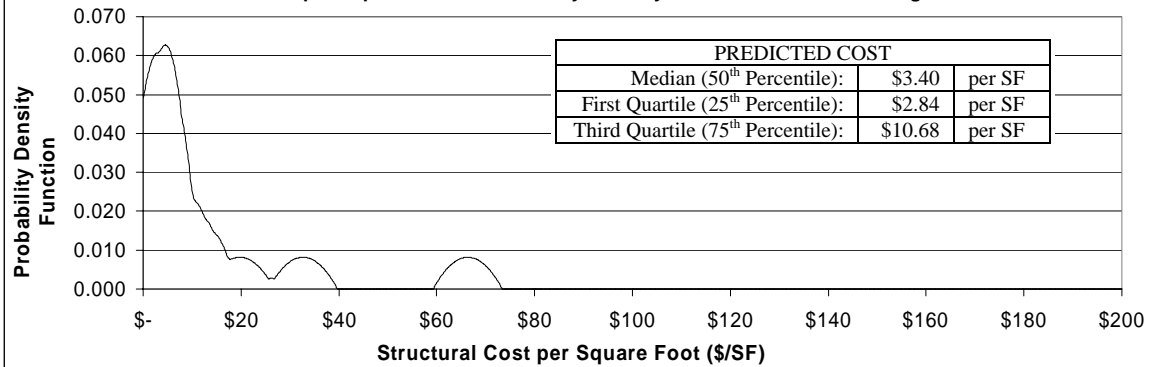 0.070
0.060
0.050
0.040
0.030
0.020
0.010
0.000
Probability Density
Function
PREDICTED COST
Median (50th Percentile): $3.40 per SF
First Quartile (25th Percentile): $2.84 per SF
Third Quartile (75th Percentile): $10.68 per SF
$- $20 $40 $60 $80 $100 $120 $140 $160 $180 $200
Structural Cost per Square Foot ($/SF)